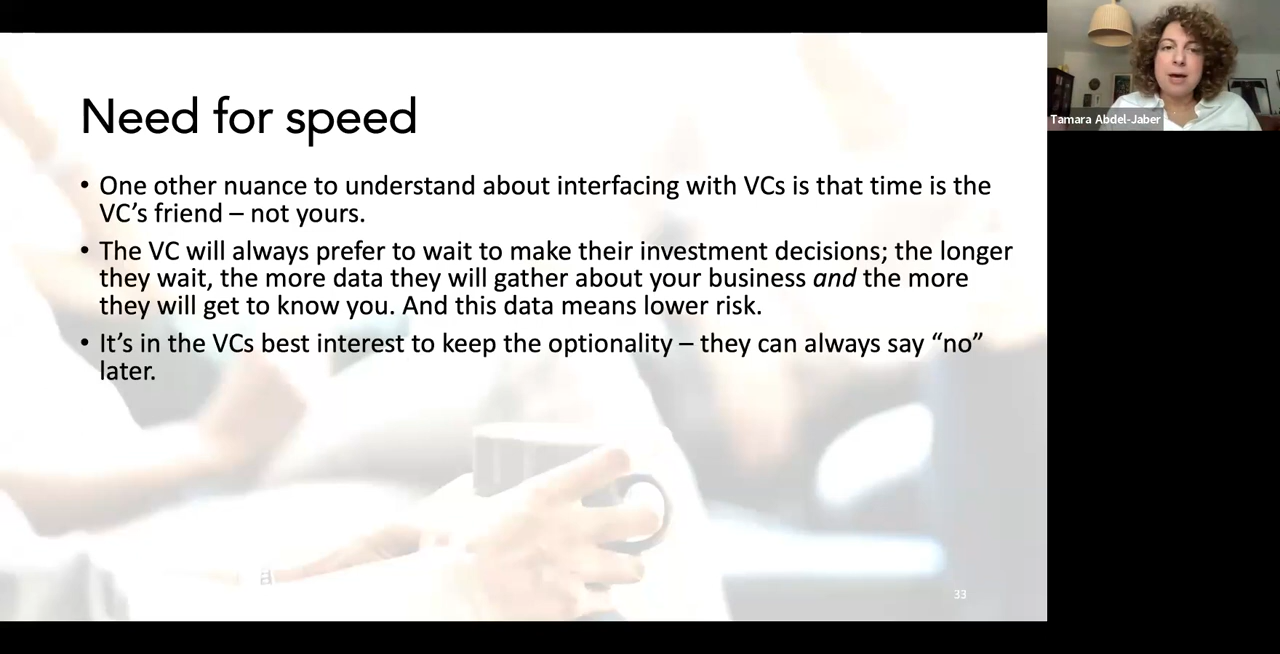 Need for speed
• One other nuance to understand about interfacing with VCs is that time is the
VC’s friend – not yours.
• The VC will always prefer to wait to make their investment decisions; the longer
they wait, the more data they will gather about your business and the more
they will get to know you. And this data means lower risk.
• It’s in the VCs best interest to keep the optionality – they can always say “no”
later.
33
Tamara Abdel-Jaber